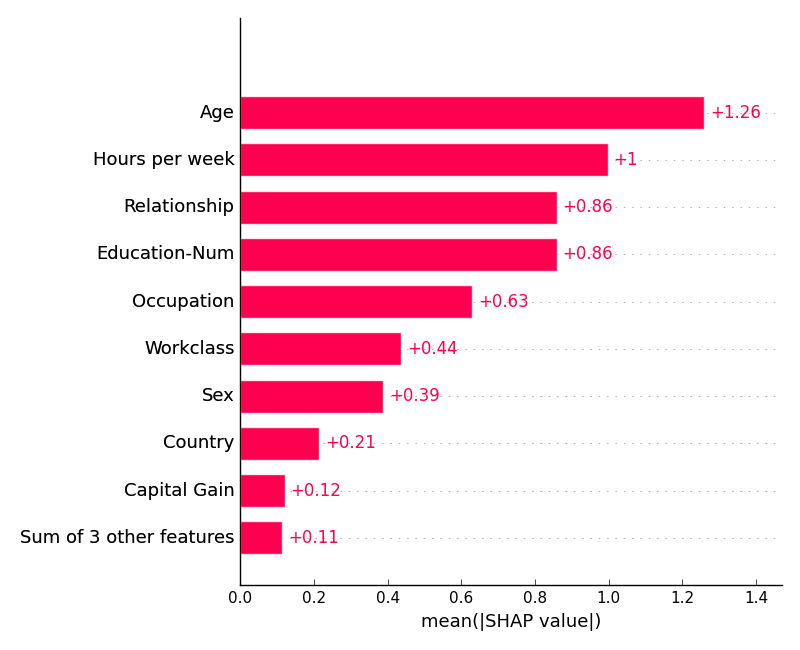 Age +1.26
Hours per week +1
Relationship +0.86
Education-Num +0.86
Occupation +0.63
Workclass +0.44
Sex +0.39
Country +0.21
Capital Gain +0.12
Sum of 3 other features +0.11
0.0 0.2 0.4 0.6 0.8 1.0 1.2 1.4
mean(|SHAP value|)